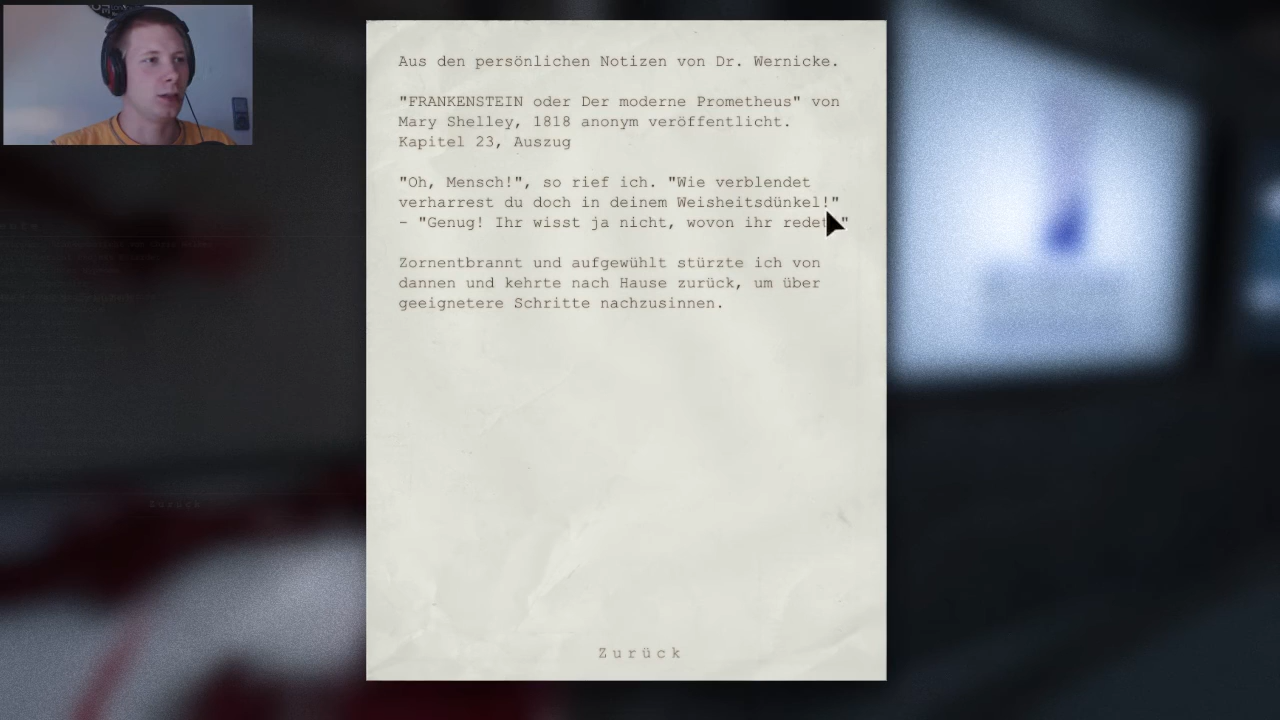 Aus den persönlichen Notizen von Dr. Wernicke.
"FRANKENSTEIN oder Der moderne Prometheus" von
Mary Shelley, 1818 anonym veröffentlicht.
Kapitel 23, Auszug
"Oh, Mensch!", so rief ich. "Wie verblendet
verharrest du doch in deinem Weisheitsdünkel!"
- "Genug! Ihr wisst ja nicht, wovon ihr redet."
Zornentbrannt und aufgewühlt stürzte ich von
dannen und kehrte nach Hause zurück, um über
geeignetere Schritte nachzusinnen.
Zurück
Zurück